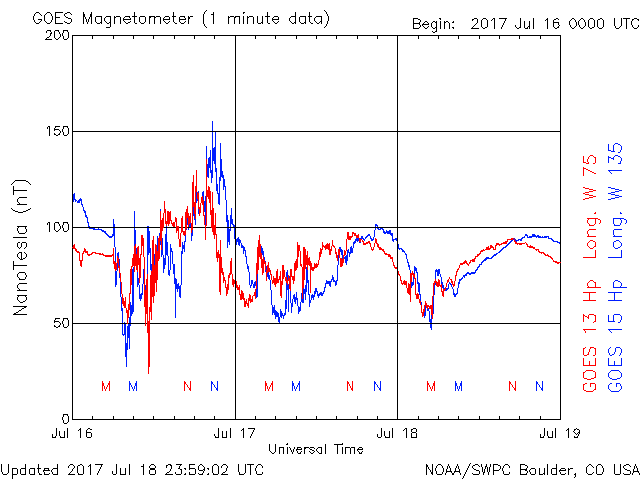 GOES Magnetometer (1 minute data)
Begin: 2017 Jul 16 0000 UTC
200
150
100
50
0
NanoTesla (nT)
M M N N M M N N M M N N
Jul 16 Jul 17 Jul 18 Jul 19
Universal Time
GOES 13 Hp Long. W 75
GOES 15 Hp Long. W 135
Updated 2017 Jul 18 23:59:02 UTC
NOAA/SWPC Boulder, CO USA